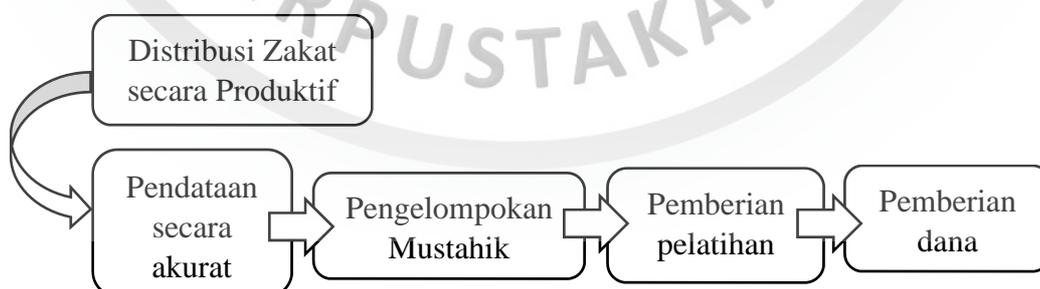 Distribusi Zakat
secara Produktif
Pendataan
secara
akurat
Pengelompokan
Mustahik
Pemberian
pelatihan
Pemberian
dana